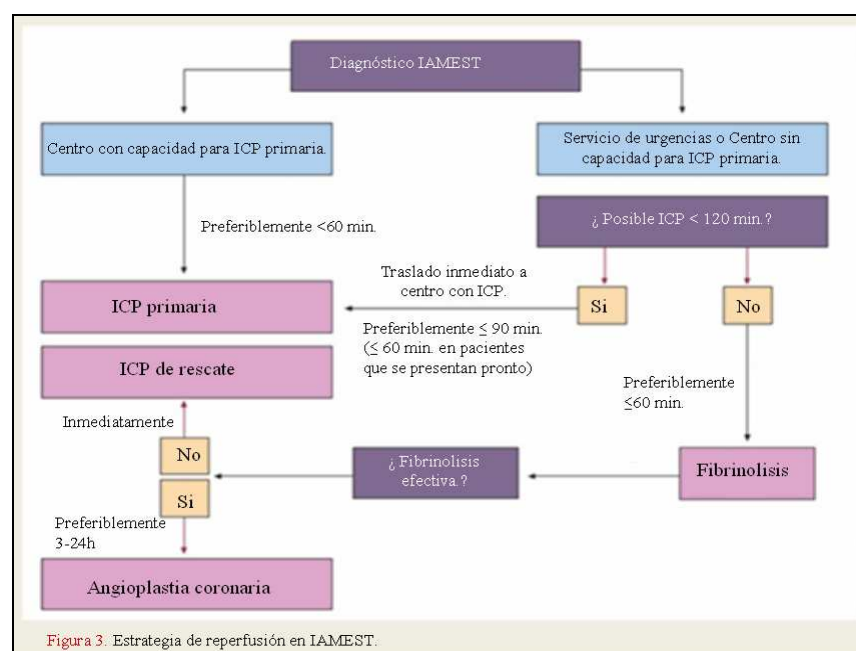 Diagnóstico IAMEST
Centro con capacidad para ICP primaria.
Servicio de urgencias o Centro sin
capacidad para ICP primaria.
Preferiblemente <60 min.
¿ Posible ICP < 120 min.?
Traslado inmediato a
centro con ICP.
Si
No
ICP primaria
Preferiblemente ≤ 90 min.
(≤ 60 min. en pacientes
que se presentan pronto)
ICP de rescate
Preferiblemente
≤60 min.
Inmediatamente
No
¿ Fibrinolisis
efectiva.?
Fibrinolisis
Si
Preferiblemente
3-24h
Angioplastia coronaria
Figura 3. Estrategia de reperfusión en IAMEST.